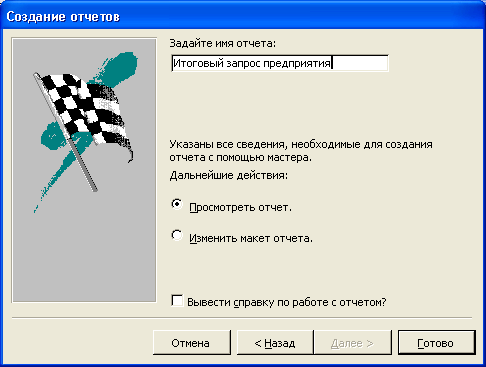 Создание отчетов
Задайте имя отчета:
Итоговый запрос предприятия
Указаны все сведения, необходимые для создания
отчета с помощью мастера.
Дальнейшие действия:
Просмотреть отчет.
Изменить макет отчета.
Вывести справку по работе с отчетом?
Отмена
< Назад
Далее >
Готово